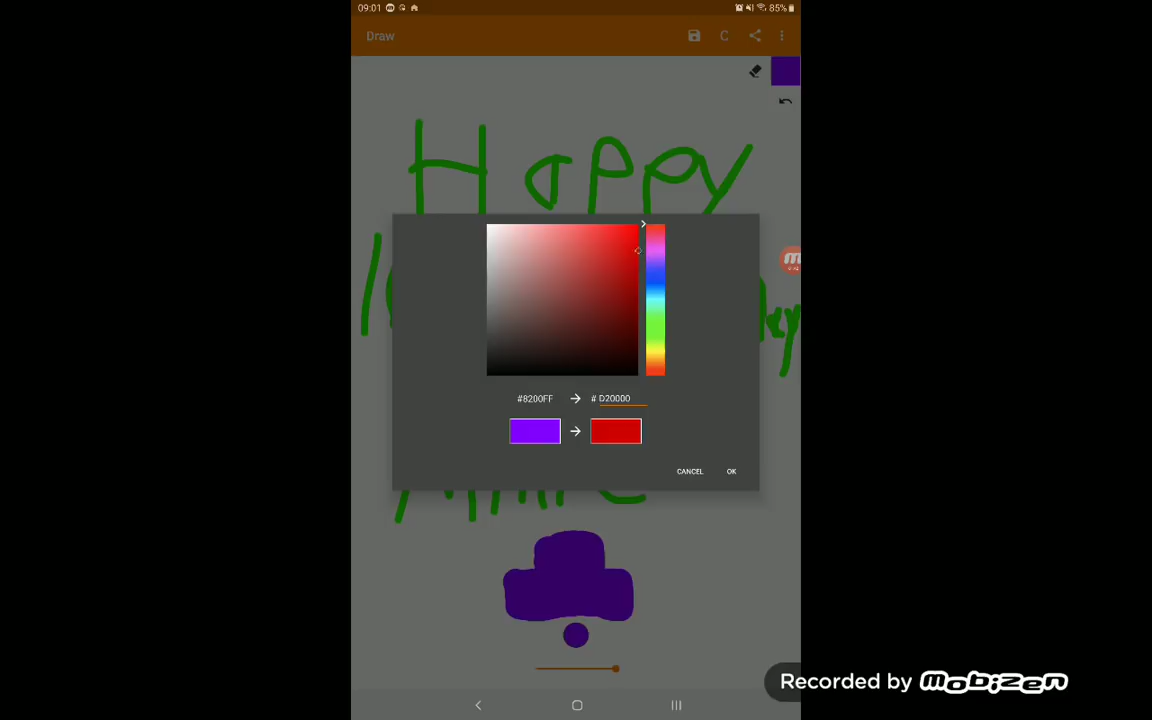 09:01
85%
Draw
C
Happy
#8200FF
# D20000
CANCEL
OK
Recorded by mobizen